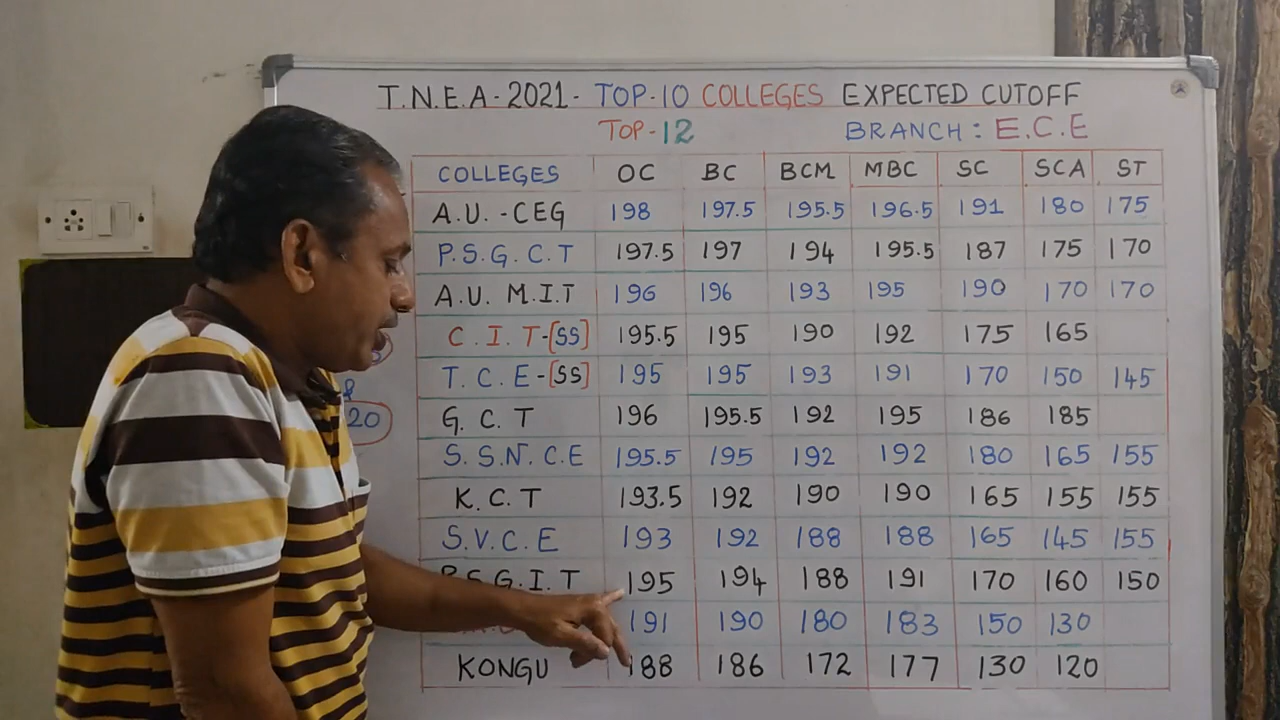 T.N.E.A-2021- TOP-10 COLLEGES EXPECTED CUTOFF
TOP-12 BRANCH: E.C.E
COLLEGES OC BC BCM MBC SC SCA ST
A.U.-CEG 198 197.5 195.5 196.5 191 180 175
P.S.G.C.T 197.5 197 194 195.5 187 175 170
A.U. M.I.T 196 196 193 195 190 170 170
C.I.T-[SS] 195.5 195 190 192 175 165
T.C.E-[SS] 195 195 193 191 170 150 145
G.C.T 196 195.5 192 195 186 185
20
S.S.N.C.E 195.5 195 192 192 180 165 155
K.C.T 193.5 192 190 190 165 155 155
S.V.C.E 193 192 188 188 165 145 155
P.S.G.I.T 195 194 188 191 170 160 150
191 190 180 183 150 130
KONGU 188 186 172 177 130 120